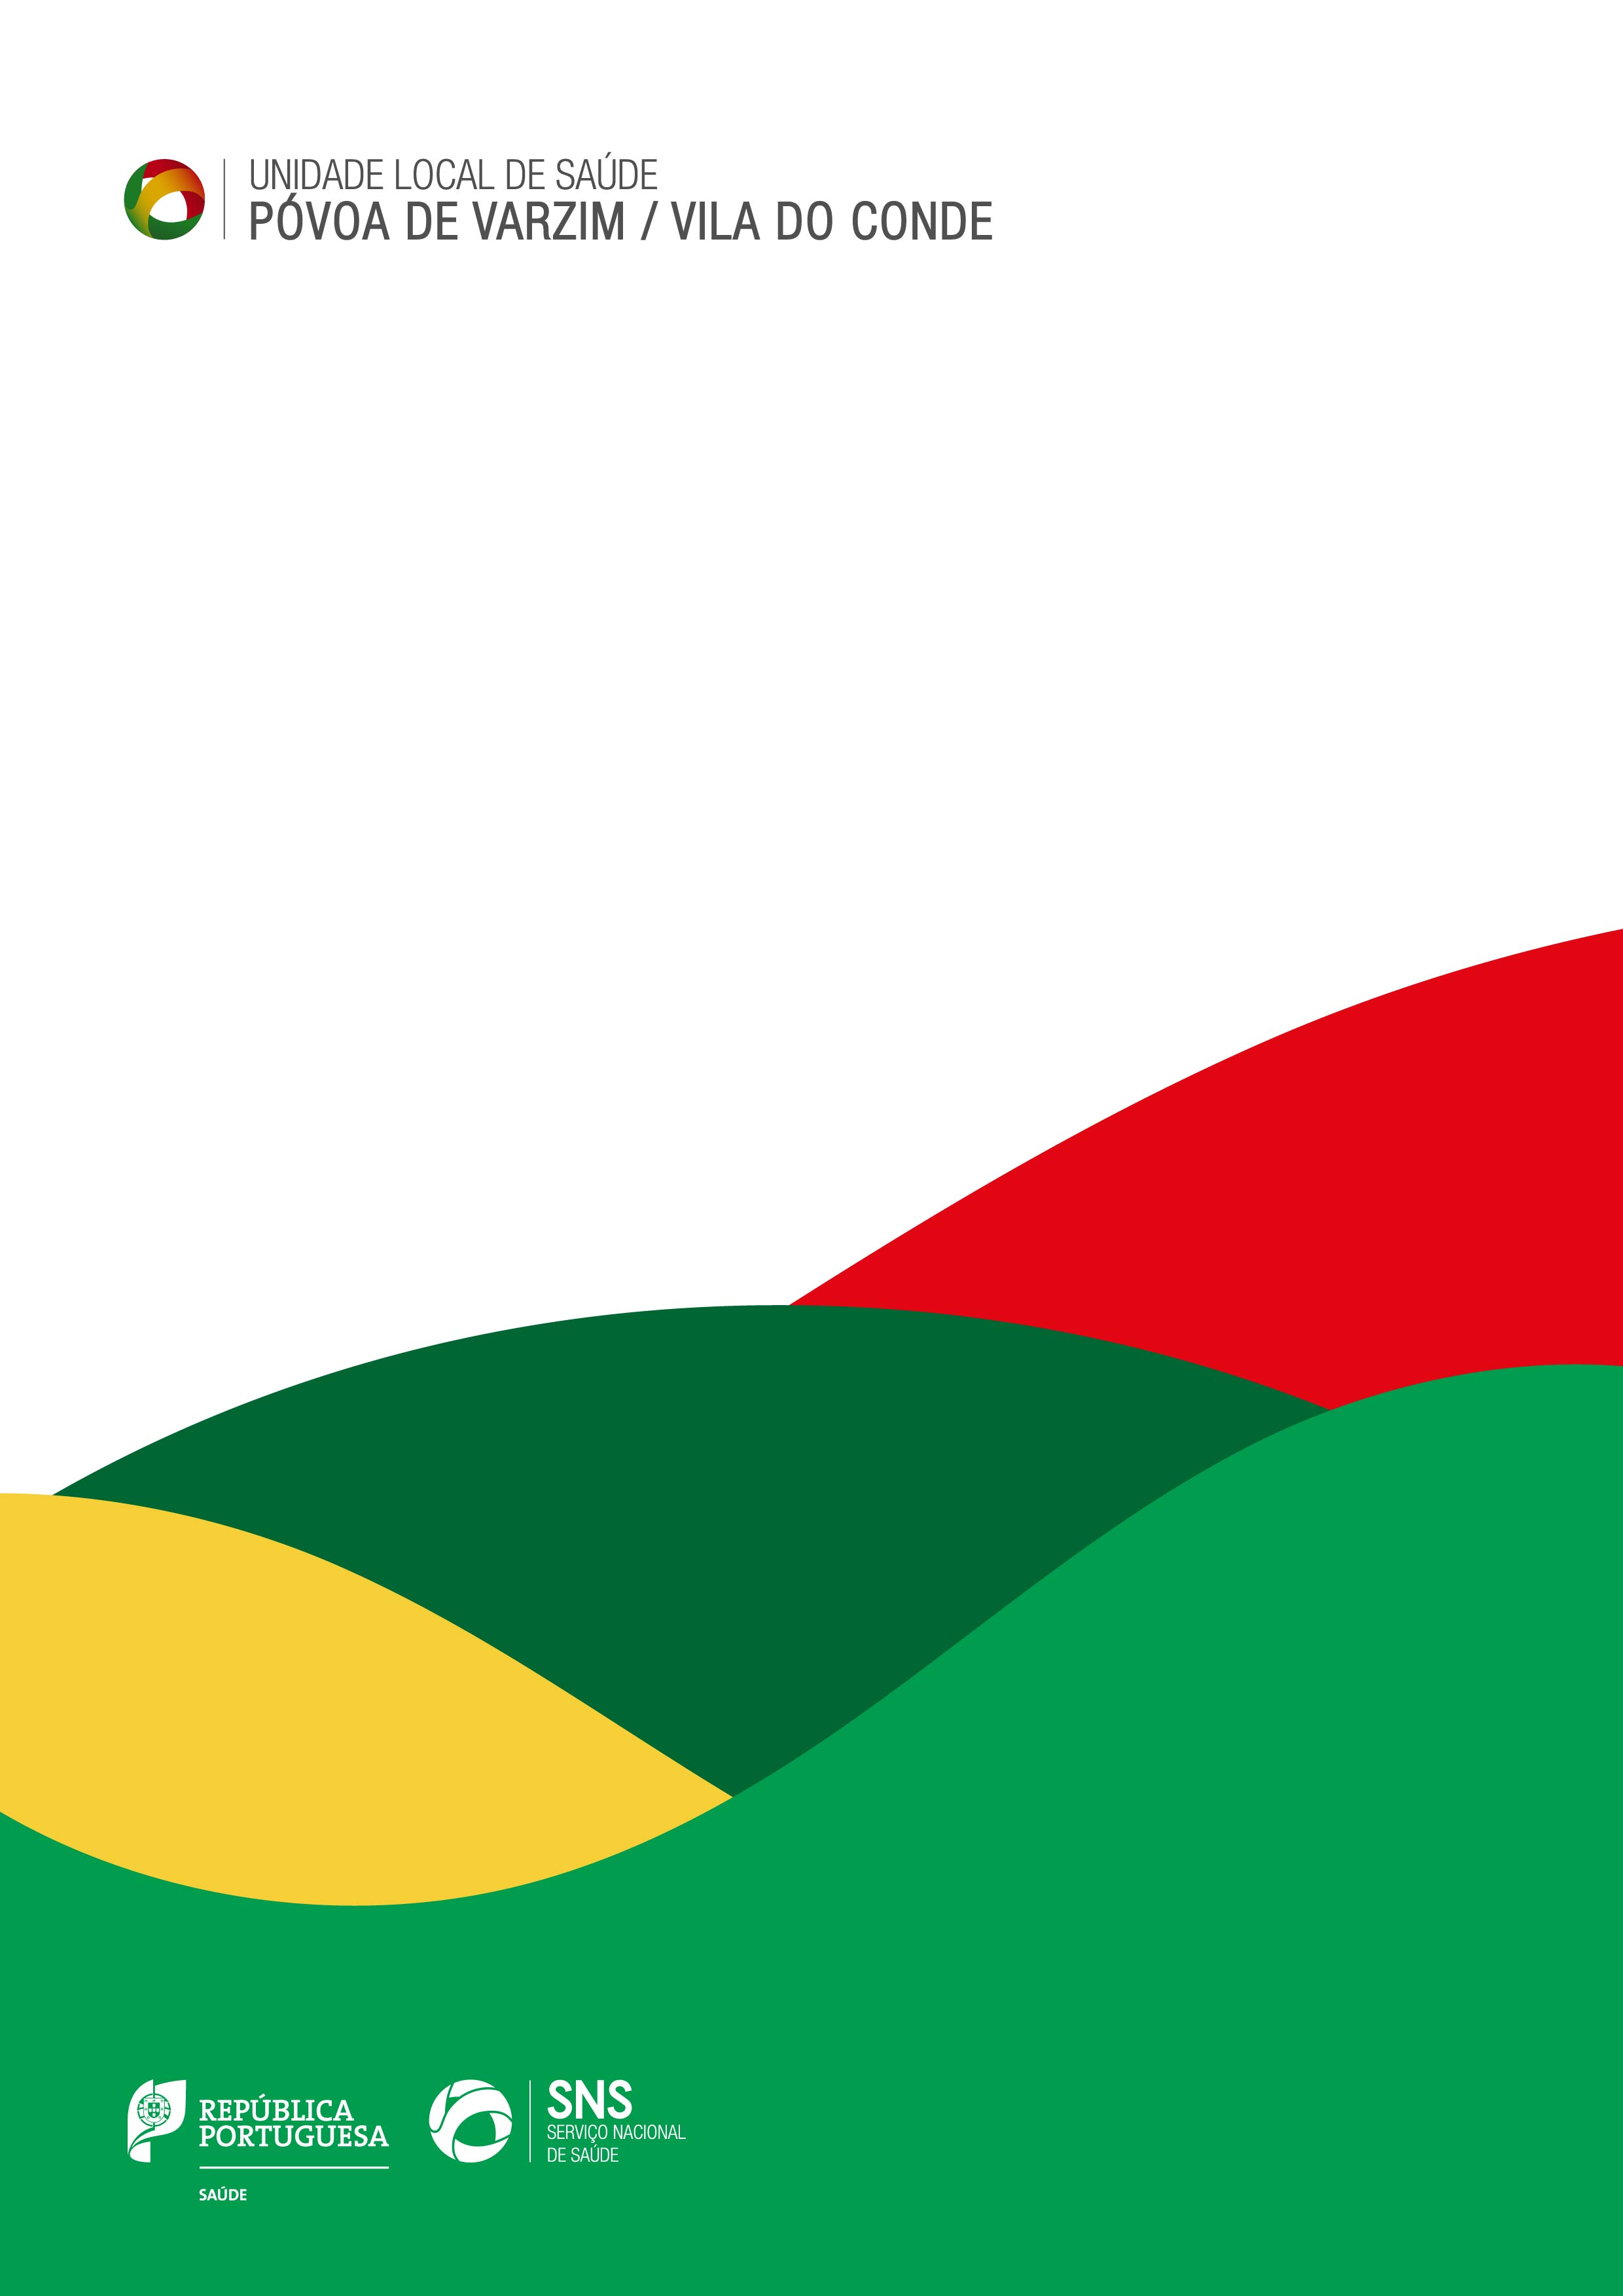 UNIDADE LOCAL DE SAÚDE
PÓVOA DE VARZIM / VILA DO CONDE
REPÚBLICA
PORTUGUESA
SAÚDE
SNS
SERVIÇO NACIONAL
DE SAÚDE